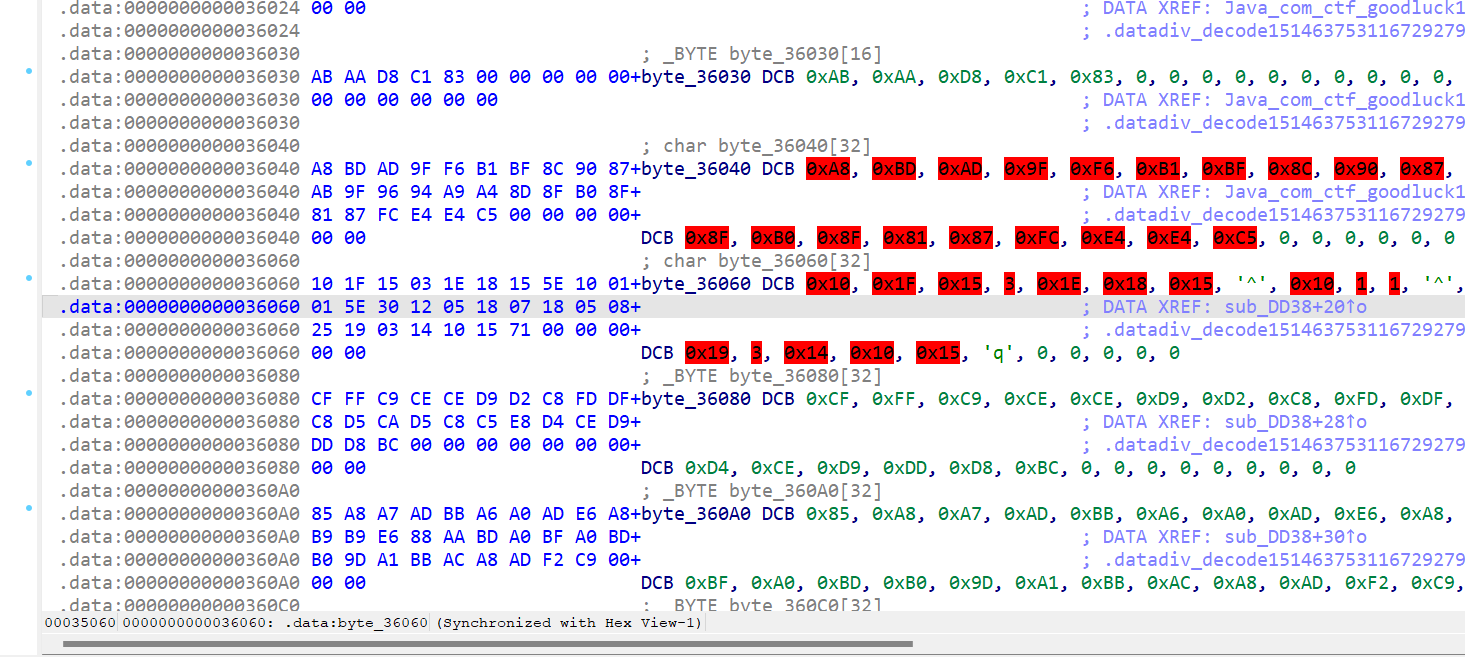 .data:0000000000036024 00 00 ; DATA XREF: Java_com_ctf_goodluck1
.data:0000000000036024 ; .datadiv_decode1514637531167292​79
.data:0000000000036030 ; _BYTE byte_36030[16]
.data:0000000000036030 AB AA D8 C1 83 00 00 00 00 00+byte_36030 DCB 0xAB, 0xAA, 0xD8, 0xC1, 0x83, 0, 0, 0, 0, 0, 0, 0, 0, 0, 0,
.data:0000000000036030 00 00 00 00 00 00 ; DATA XREF: Java_com_ctf_goodluck1
.data:0000000000036030 ; .datadiv_decode151463753116729279
.data:0000000000036040 ; char byte_36040[32]
.data:0000000000036040 A8 BD AD 9F F6 B1 BF 8C 90 87+byte_36040 DCB 0xA8, 0xBD, 0xAD, 0x9F, 0xF6, 0xB1, 0xBF, 0x8C, 0x90, 0x87,
.data:0000000000036040 AB 9F 96 94 A9 A4 8D 8F B0 8F+ ; DATA XREF: Java_com_ctf_goodluck1
.data:0000000000036040 81 87 FC E4 E4 C5 00 00 00 00+ ; .datadiv_decode151463753116729279
.data:0000000000036040 00 00 DCB 0x8F, 0xB0, 0x8F, 0x81, 0x87, 0xFC, 0xE4, 0xE4, 0xC5, 0, 0, 0, 0, 0, 0
.data:0000000000036060 ; char byte_36060[32]
.data:0000000000036060 10 1F 15 03 1E 18 15 5E 10 01+byte_36060 DCB 0x10, 0x1F, 0x15, 3, 0x1E, 0x18, 0x15, '^', 0x10, 1, 1, '^',
.data:0000000000036060 01 5E 30 12 05 18 07 18 05 08+ ; DATA XREF: sub_DD38+20↑o
.data:0000000000036060 25 19 03 14 10 15 71 00 00 00+ ; .datadiv_decode151463753116729279
.data:0000000000036060 00 00 DCB 0x19, 3, 0x14, 0x10, 0x15, 'q', 0, 0, 0, 0, 0
.data:0000000000036080 ; _BYTE byte_36080[32]
.data:0000000000036080 CF FF C9 CE CE D9 D2 C8 FD DF+byte_36080 DCB 0xCF, 0xFF, 0xC9, 0xCE, 0xCE, 0xD9, 0xD2, 0xC8, 0xFD, 0xDF,
.data:0000000000036080 C8 D5 CA D5 C8 C5 E8 D4 CE D9+ ; DATA XREF: sub_DD38+28↑o
.data:0000000000036080 DD D8 BC 00 00 00 00 00 00 00+ ; .datadiv_decode151463753116729279
.data:0000000000036080 00 00 DCB 0xD4, 0xCE, 0xD9, 0xDD, 0xD8, 0xBC, 0, 0, 0, 0, 0, 0, 0, 0, 0
.data:00000000000360A0 ; _BYTE byte_360A0[32]
.data:00000000000360A0 85 A8 A7 AD BB A6 A0 AD E6 A8+byte_360A0 DCB 0x85, 0xA8, 0xA7, 0xAD, 0xBB, 0xA6, 0xA0, 0xAD, 0xE6, 0xA8,
.data:00000000000360A0 B9 B9 E6 88 AA BD A0 BF A0 BD+ ; DATA XREF: sub_DD38+30↑o
.data:00000000000360A0 B0 9D A1 BB AC A8 AD F2 C9 00+ ; .datadiv_decode151463753116729279
.data:00000000000360A0 00 00 DCB 0xBF, 0xA0, 0xBD, 0xB0, 0x9D, 0xA1, 0xBB, 0xAC, 0xA8, 0xAD, 0xF2, 0xC9,
.data:00000000000360C0 ; _BYTE byte_360C0[32]
00035060 0000000000036060: .data:byte_36060 (Synchronized with Hex View-1)